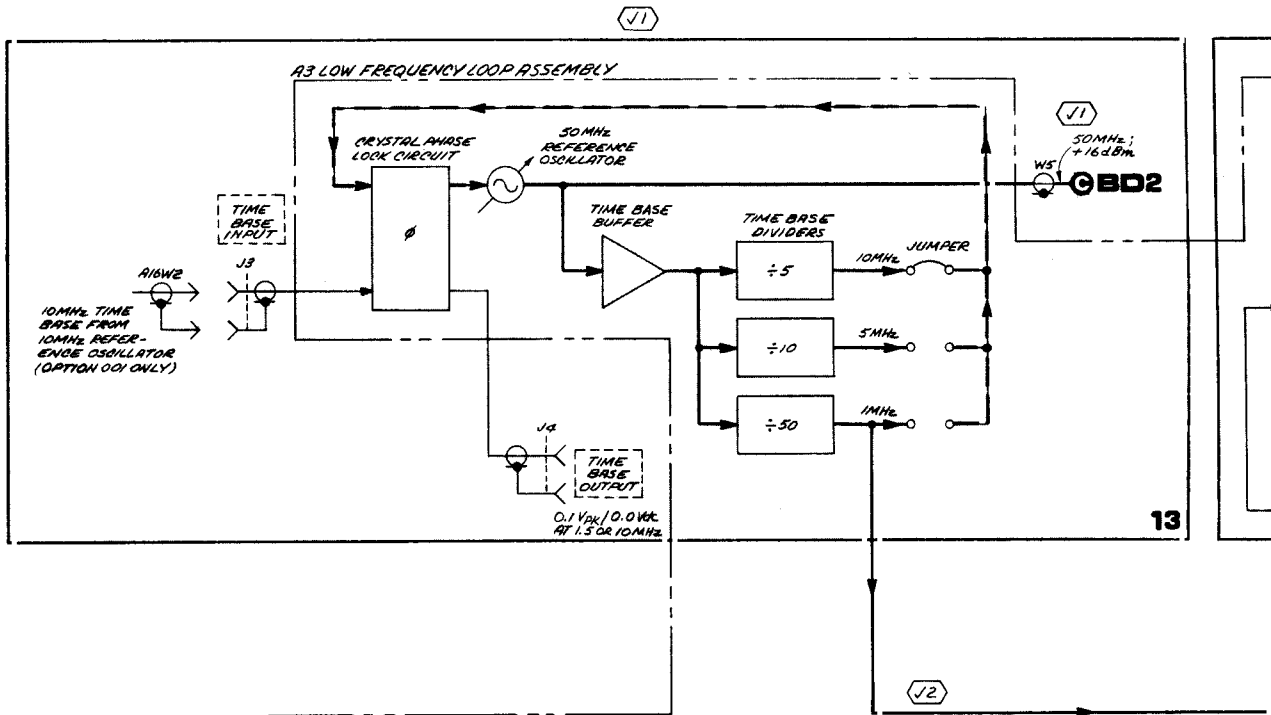 √1
A3 LOW FREQUENCY LOOP ASSEMBLY
CRYSTAL PHASE
LOCK CIRCUIT
50MHz
REFERENCE
OSCILLATOR
√1
50MHz;
+16dBm
W5
C BD2
TIME
BASE
INPUT
φ
TIME BASE
BUFFER
TIME BASE
DIVIDERS
÷5
10MHz
JUMPER
A16W2
J3
10MHz TIME
BASE FROM
10MHz REFER-
ENCE OSCILLATOR
(OPTION 001 ONLY)
÷10
5MHz
÷50
1MHz
J4
TIME
BASE
OUTPUT
0.1 VPK/0.0 Vdc
AT 1.5 OR 10MHz
13
√2